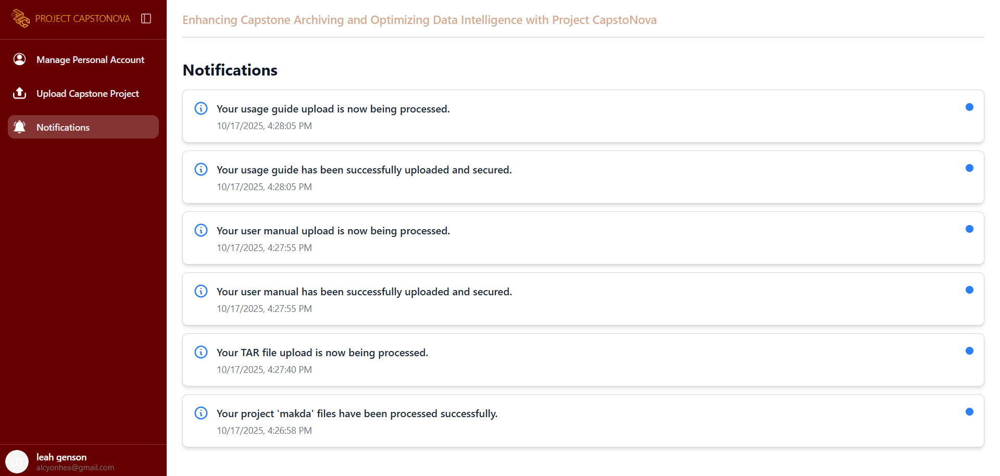 PROJECT CAPSTONOVA
Manage Personal Account
Upload Capstone Project
Notifications
leah genson
LG
alcyonhea@gmail.com
Enhancing Capstone Archiving and Optimizing Data Intelligence with Project CapstoNova
Notifications
Your usage guide upload is now being processed.
10/17/2025, 4:28:05 PM
Your usage guide has been successfully uploaded and secured.
10/17/2025, 4:28:05 PM
Your user manual upload is now being processed.
10/17/2025, 4:27:55 PM
Your user manual has been successfully uploaded and secured.
10/17/2025, 4:27:55 PM
Your TAR file upload is now being processed.
10/17/2025, 4:27:40 PM
Your project 'makda' files have been processed successfully.
10/17/2025, 4:26:58 PM